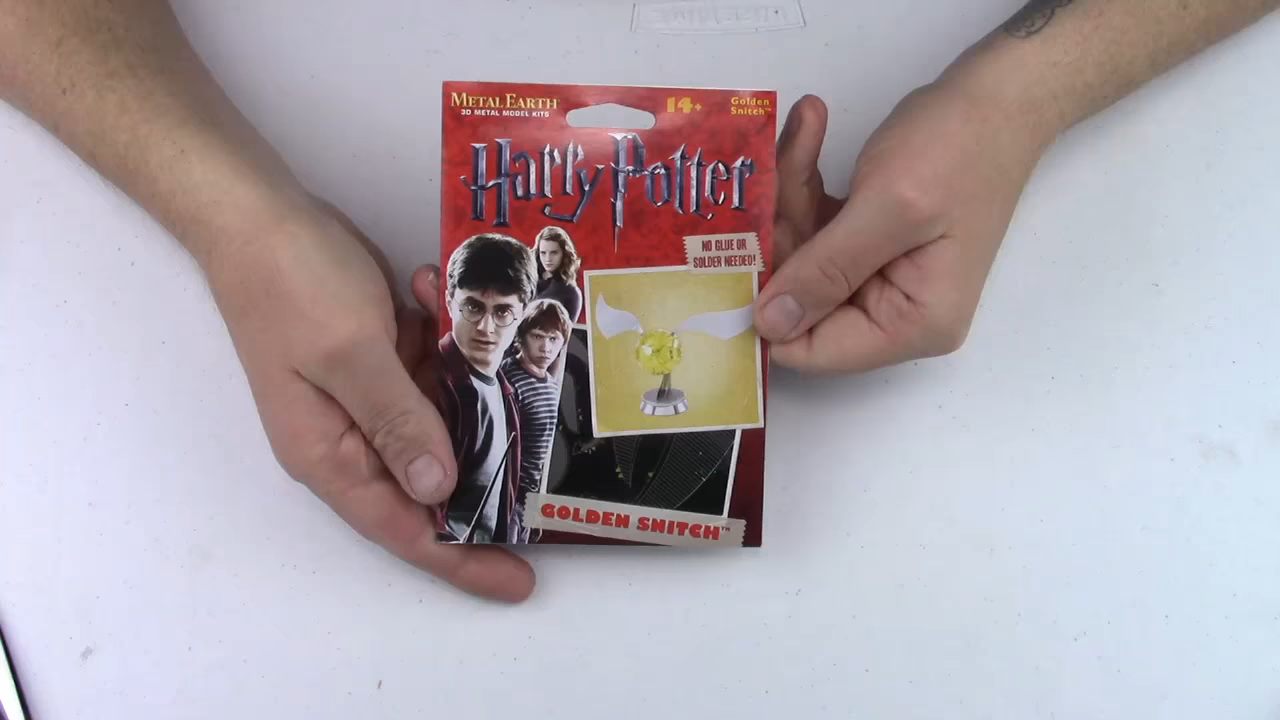 METAL EARTH
3D METAL MODEL KITS
14+
Golden
Snitch™
Harry Potter
NO GLUE OR
SOLDER NEEDED!
GOLDEN SNITCH™